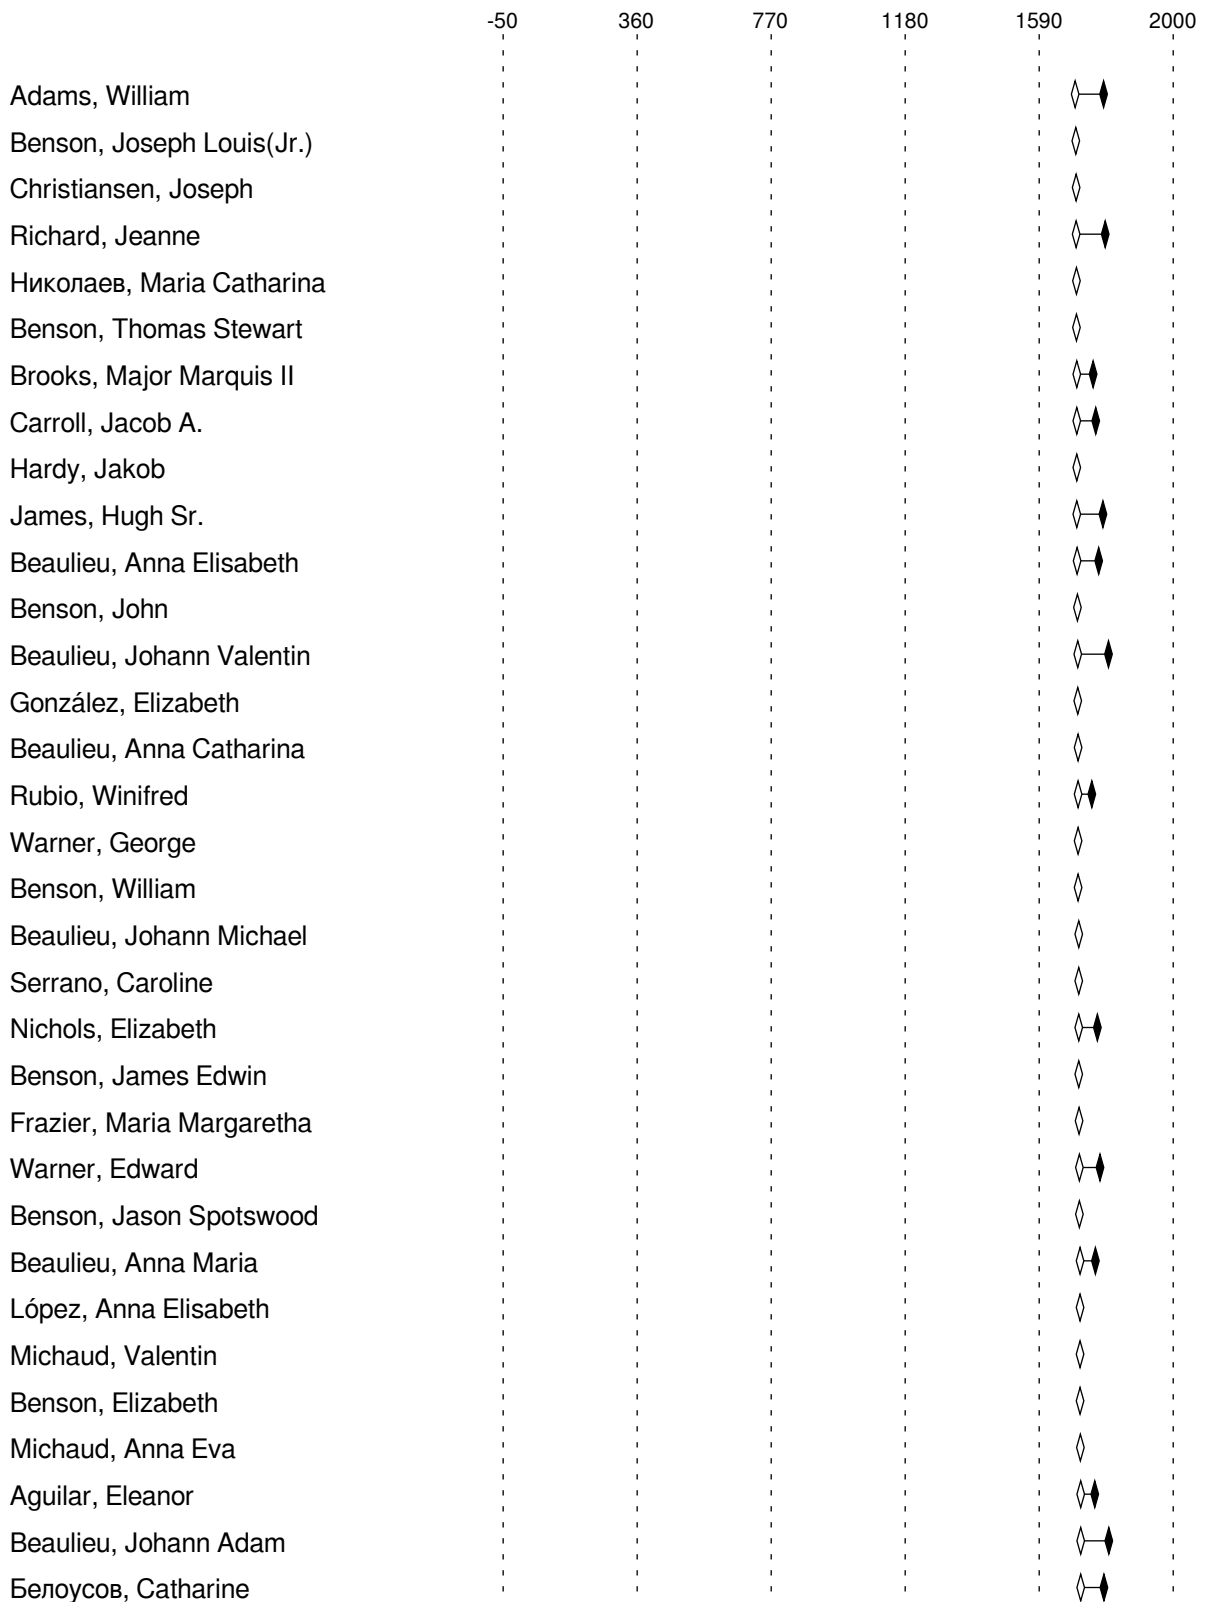 -50 360 770 1180 1590 2000
Adams, William
Benson, Joseph Louis(Jr.)
Christiansen, Joseph
Richard, Jeanne
Николаев, Maria Catharina
Benson, Thomas Stewart
Brooks, Major Marquis II
Carroll, Jacob A.
Hardy, Jakob
James, Hugh Sr.
Beaulieu, Anna Elisabeth
Benson, John
Beaulieu, Johann Valentin
González, Elizabeth
Beaulieu, Anna Catharina
Rubio, Winifred
Warner, George
Benson, William
Beaulieu, Johann Michael
Serrano, Caroline
Nichols, Elizabeth
Benson, James Edwin
Frazier, Maria Margaretha
Warner, Edward
Benson, Jason Spotswood
Beaulieu, Anna Maria
López, Anna Elisabeth
Michaud, Valentin
Benson, Elizabeth
Michaud, Anna Eva
Aguilar, Eleanor
Beaulieu, Johann Adam
Белоусов, Catharine